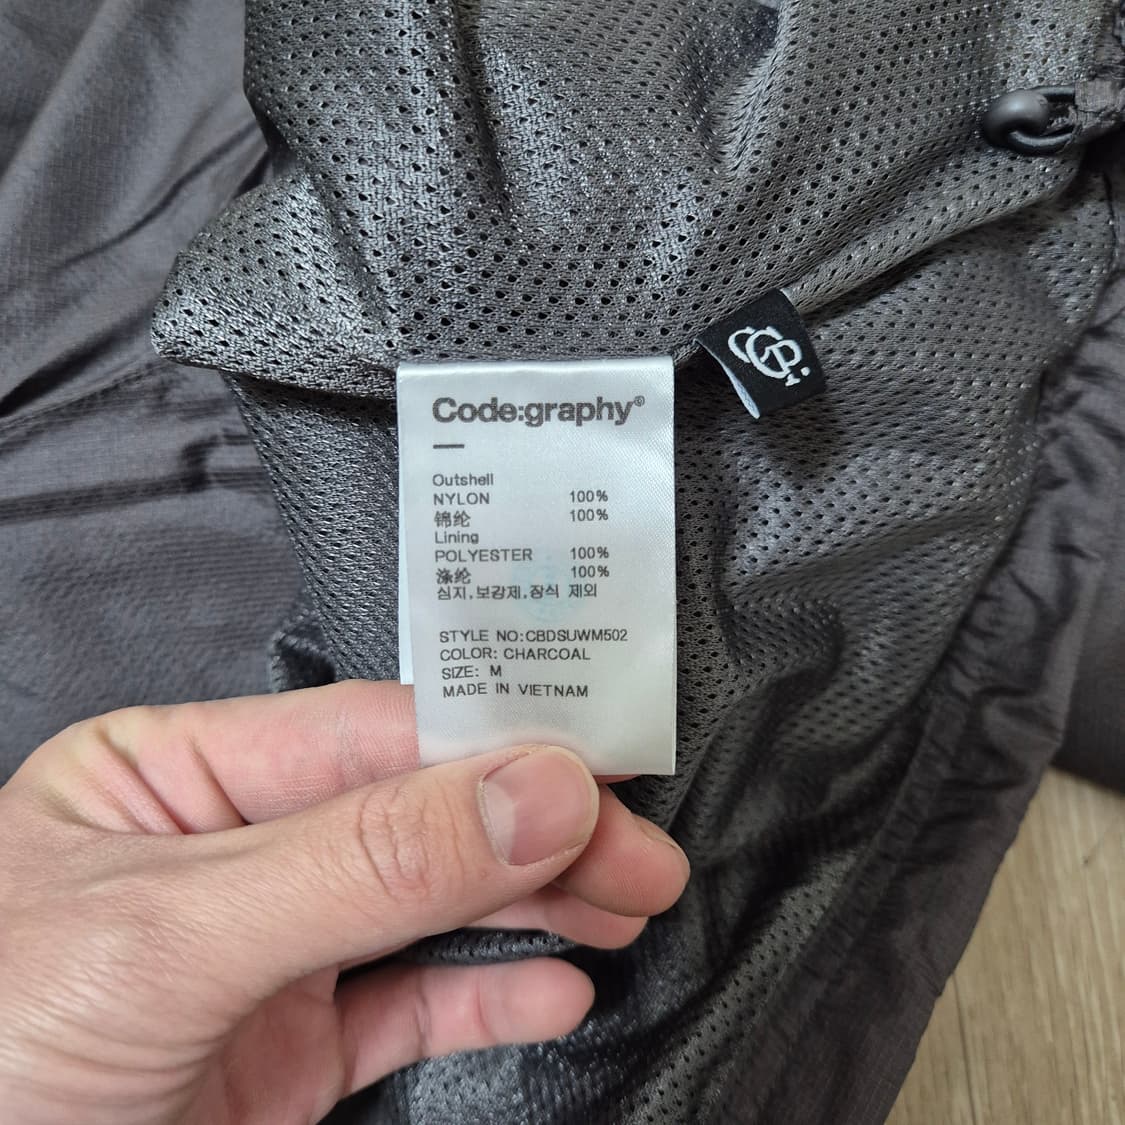 Code:graphy®
Outshell
NYLON 100%
锦纶 100%
Lining
POLYESTER 100%
涤纶 100%
심지,보강제,장식 제외
STYLE NO:CBDSUWM502
COLOR: CHARCOAL
SIZE: M
MADE IN VIETNAM